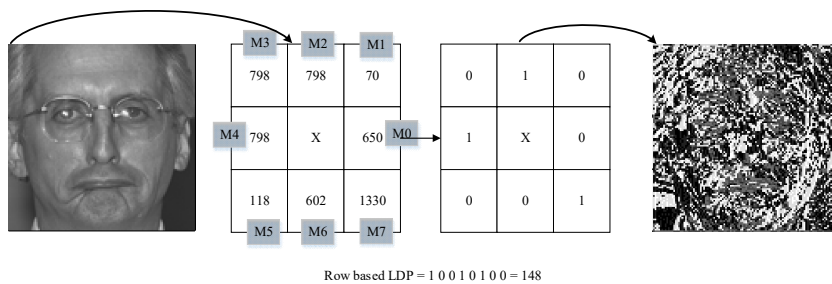 M3 M2 M1
798 798 70 0 1 0
M4 798 X 650 M0 1 X 0
118 602 1330 0 0 1
M5 M6 M7
Row based LDP = 1 0 0 1 0 1 0 0 = 148